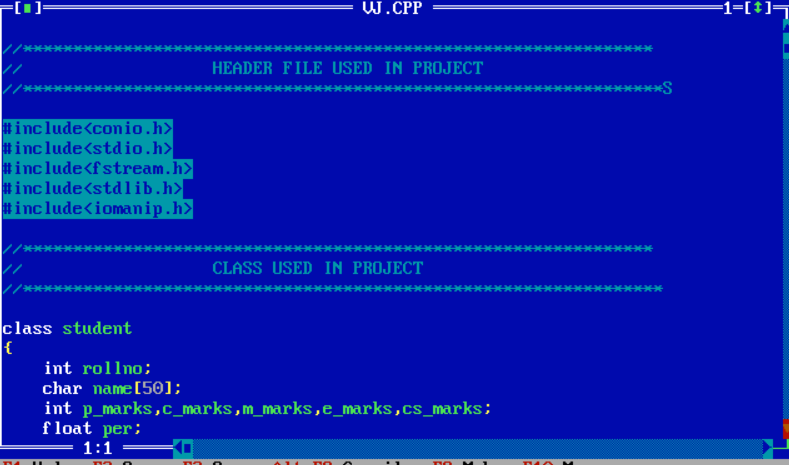 [■] VJ.CPP 1=[↕]
//***************************************************************
// HEADER FILE USED IN PROJECT
//****************************************************************S
#include<conio.h>
#include<stdio.h>
#include<fstream.h>
#include<stdlib.h>
#include<iomanip.h>
//***************************************************************
// CLASS USED IN PROJECT
//****************************************************************
class student
{
int rollno;
char name[50];
int p_marks,c_marks,m_marks,e_marks,cs_marks;
float per;
1:1